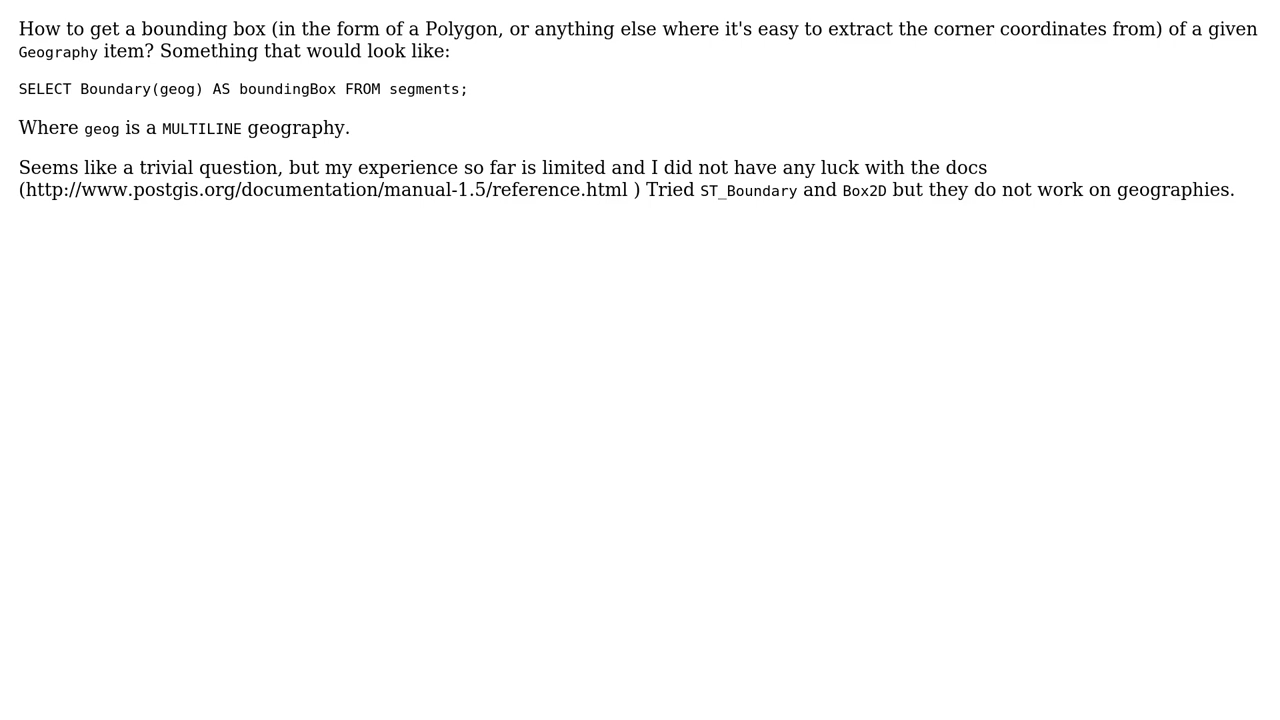 How to get a bounding box (in the form of a Polygon, or anything else where it's easy to extract the corner coordinates from) of a given
Geography item? Something that would look like:
SELECT Boundary(geog) AS boundingBox FROM segments;
Where geog is a MULTILINE geography.
Seems like a trivial question, but my experience so far is limited and I did not have any luck with the docs
(http://www.postgis.org/documentation/manual-1.5/reference.html ) Tried ST_Boundary and Box2D but they do not work on geographies.